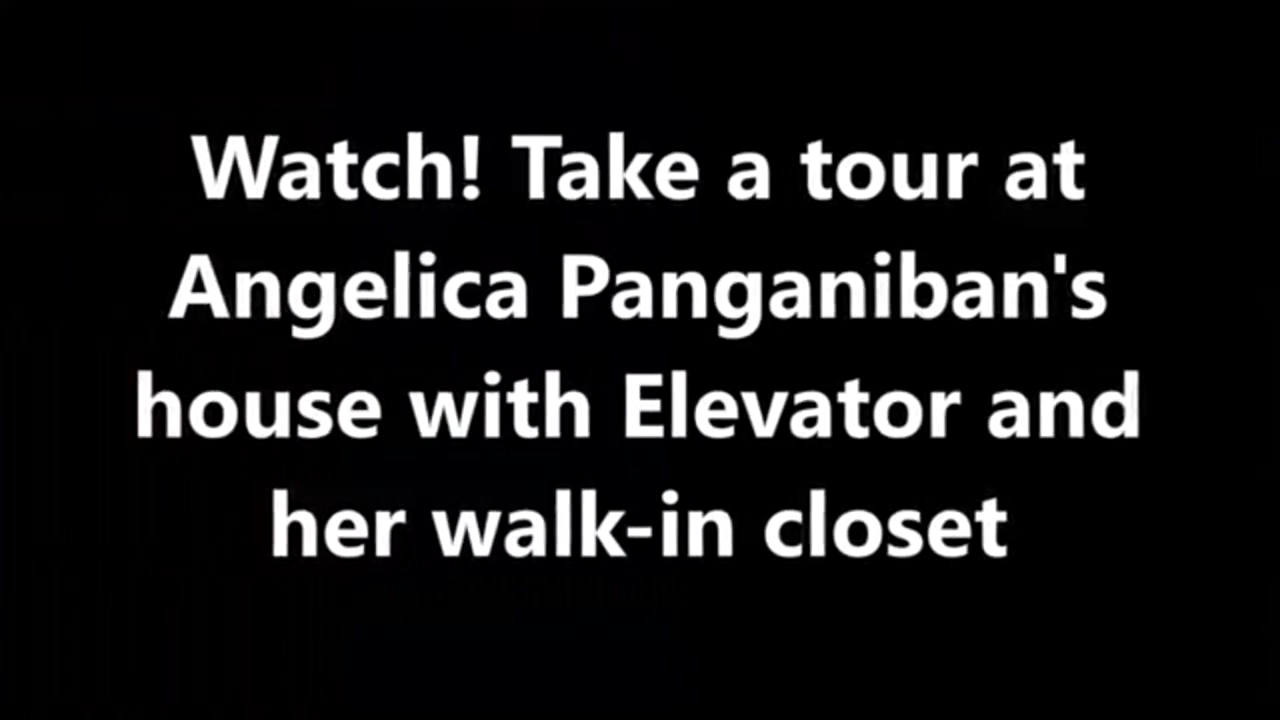 Watch! Take a tour at
Angelica Panganiban's
house with Elevator and
her walk-in closet